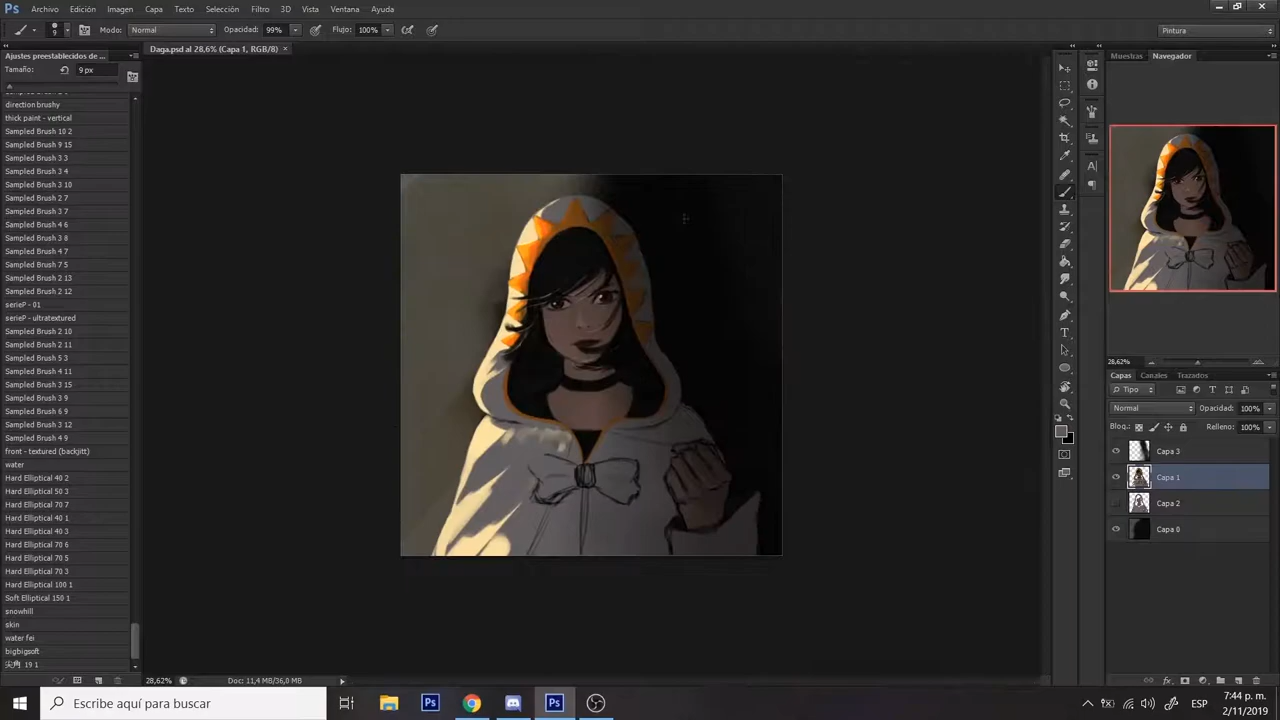 Ps Archivo Edición Imagen Capa Texto Selección Filtro 3D Vista Ventana Ayuda
9 Modo: Normal Opacidad: 99% Flujo: 100% Pintura
Daga.psd al 28,6% (Capa 1, RGB/8)
Ajustes preestablecidos de
Tamaño: 9 px
direction brushy
thick paint - vertical
Sampled Brush 10 2
Sampled Brush 9 15
Sampled Brush 3 3
Sampled Brush 3 4
Sampled Brush 3 10
Sampled Brush 2 7
Sampled Brush 3 7
Sampled Brush 4 6
Sampled Brush 3 8
Sampled Brush 4 7
Sampled Brush 7 5
Sampled Brush 2 13
Sampled Brush 2 12
serieP - 01
serieP - ultratextured
Sampled Brush 2 10
Sampled Brush 2 11
Sampled Brush 5 3
Sampled Brush 4 11
Sampled Brush 3 15
Sampled Brush 3 9
Sampled Brush 6 9
Sampled Brush 3 12
Sampled Brush 4 9
front - textured (backjitt)
water
Hard Elliptical 40 2
Hard Elliptical 50 3
Hard Elliptical 70 7
Hard Elliptical 40 1
Hard Elliptical 40 3
Hard Elliptical 70 6
Hard Elliptical 70 5
Hard Elliptical 70 3
Hard Elliptical 100 1
Soft Elliptical 150 1
snowhill
skin
water fei
bigbigsoft
19 1
28,62% Doc: 11,4 MB/36,0 MB
Muestras Navegador
28,62%
Capas Canales Trazados
Tipo
Normal Opacidad: 100%
Bloq.: Relleno: 100%
Capa 3
Capa 1
Capa 2
Capa 0
Escribe aquí para buscar
Ps Ps
ESP
7:44 p. m.
2/11/2019